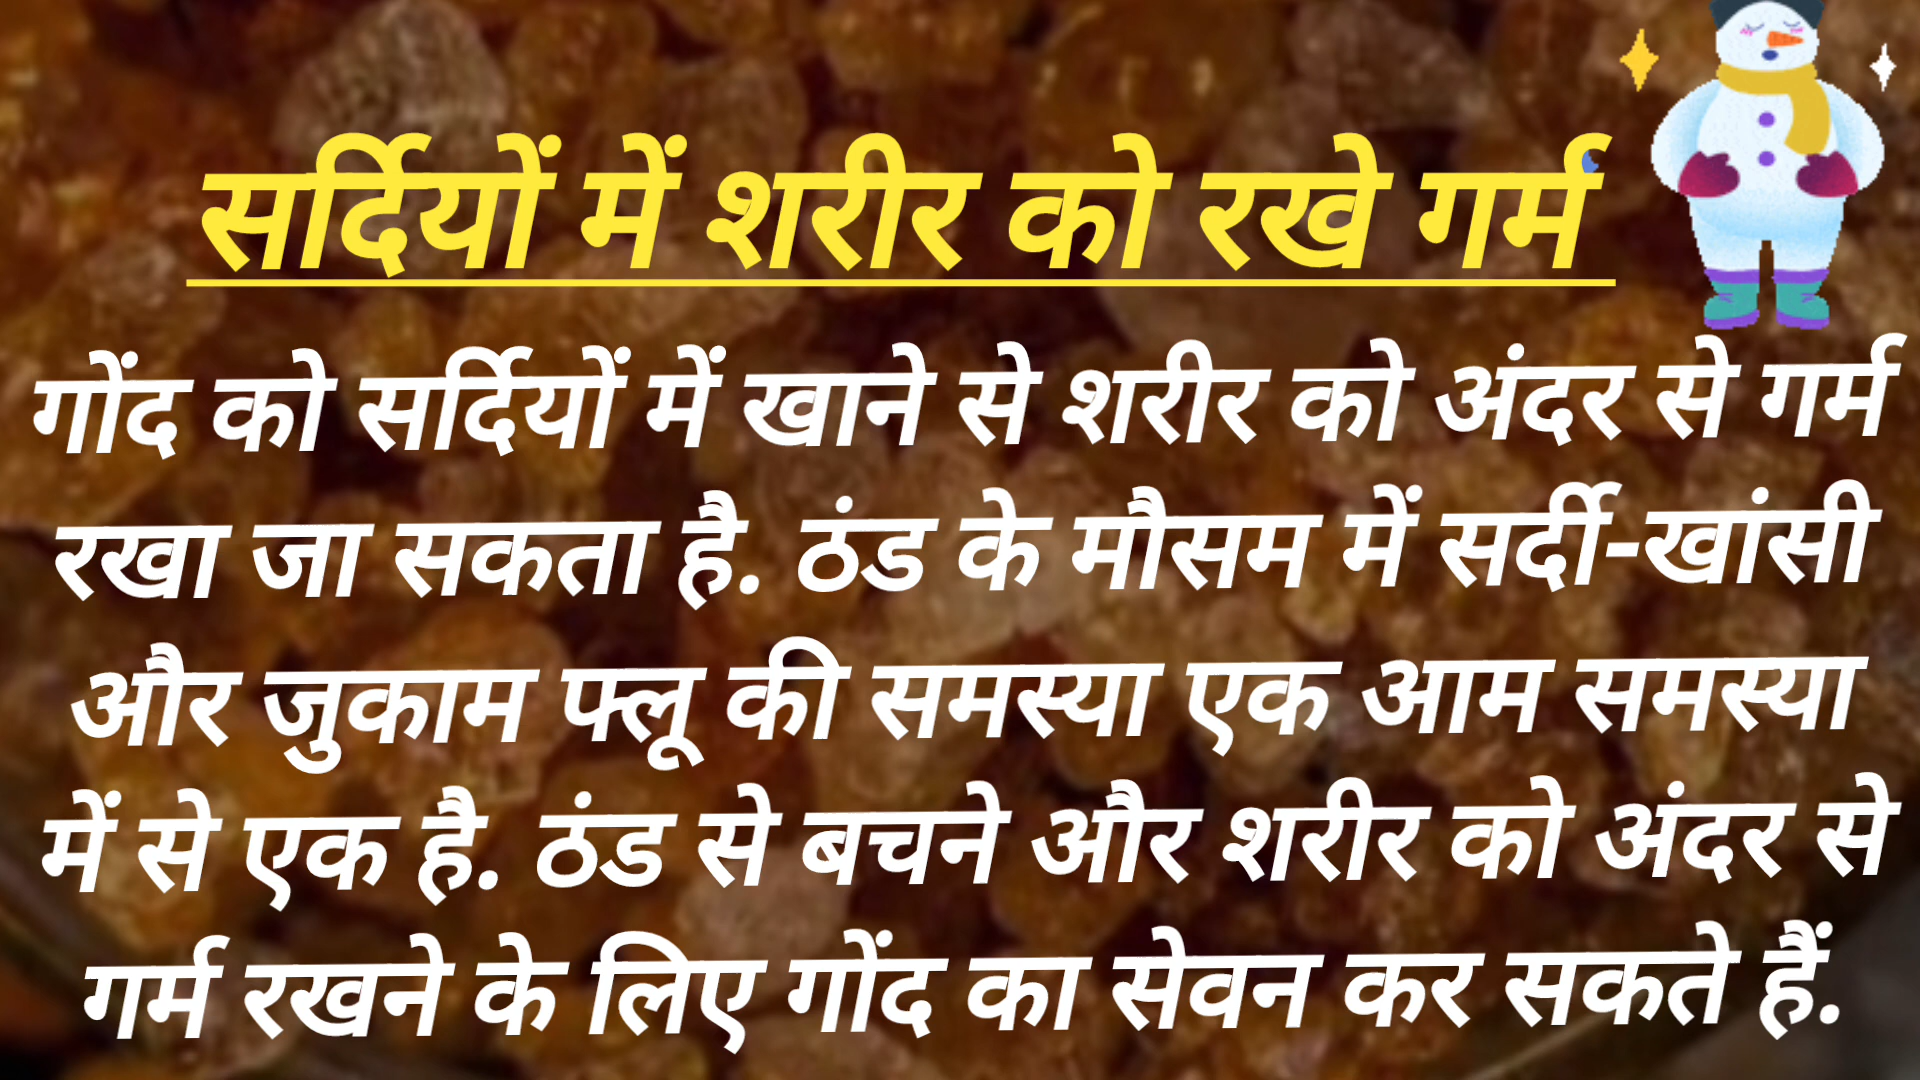 सर्दियों में शरीर को रखे गर्म
गोंद को सर्दियों में खाने से शरीर को अंदर से गर्म
रखा जा सकता है. ठंड के मौसम में सर्दी-खांसी
और जुकाम फ्लू की समस्या एक आम समस्या
में से एक है. ठंड से बचने और शरीर को अंदर से
गर्म रखने के लिए गोंद का सेवन कर सकते हैं.